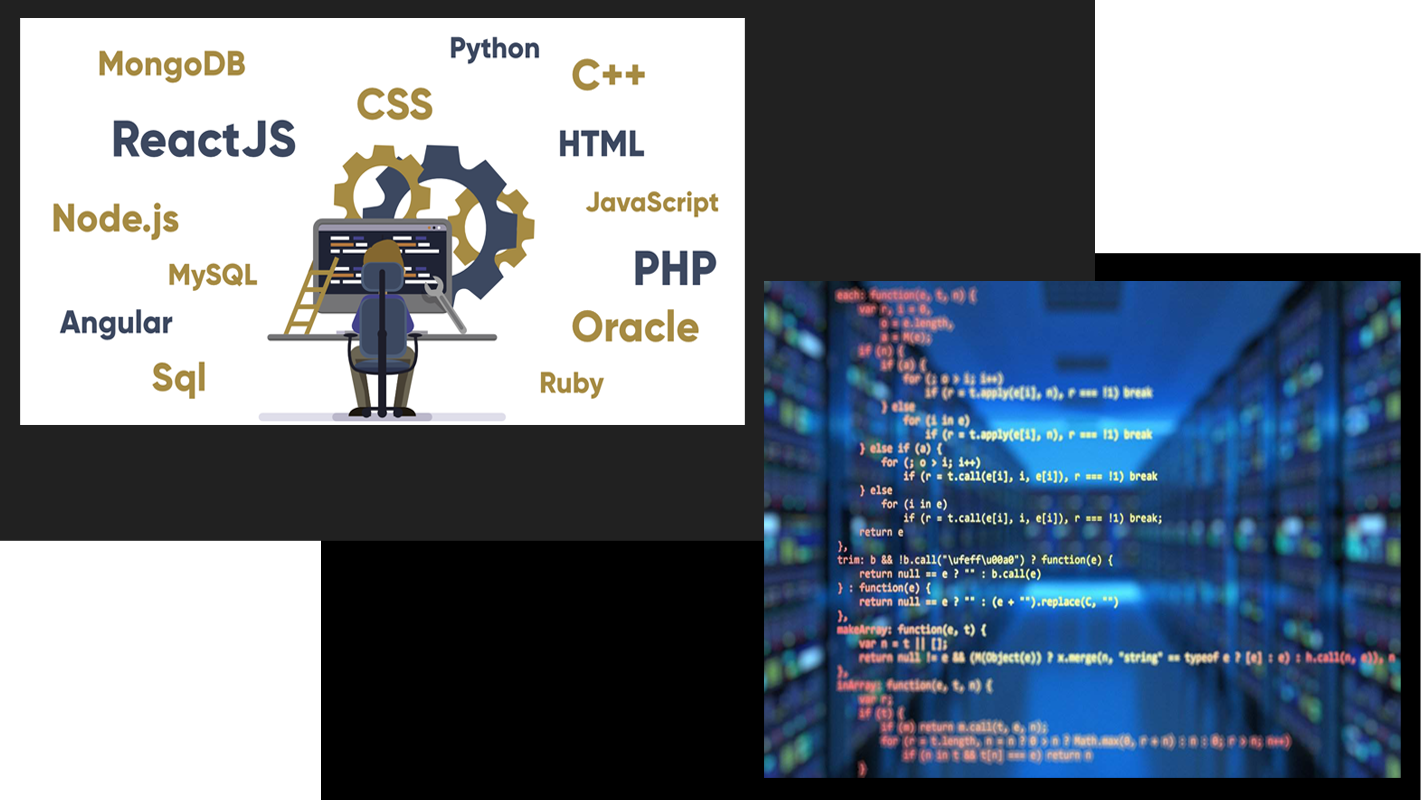 MongoDB
Python
C++
CSS
ReactJS
HTML
Node.js
JavaScript
MySQL
PHP
Angular
Oracle
Sql
Ruby
each: function(e, t, n) {
var r, i = 0,
o = e.length,
a = M(e);
if (n) {
if (a) {
for (; o > i; i++)
if (r = t.apply(e[i], n), r === !1) break
} else
for (i in e)
if (r = t.apply(e[i], n), r === !1) break
} else if (a) {
for (; o > i; i++)
if (r = t.call(e[i], i, e[i]), r === !1) break
} else
for (i in e)
if (r = t.call(e[i], i, e[i]), r === !1) break;
return e
},
trim: b && !b.call("\ufeff\u00a0") ? function(e) {
return null == e ? "" : b.call(e)
} : function(e) {
return null == e ? "" : (e + "").replace(C, "")
},
makeArray: function(e, t) {
var n = t || [];
return null != e && (M(Object(e)) ? x.merge(n, "string" == typeof e ? [e] : e) : h.call(n, e)), n
},
inArray: function(e, t, n) {
var r;
if (t) {
if (m) return m.call(t, e, n);
for (r = t.length, n = n ? 0 > n ? Math.max(0, r + n) : n : 0; r > n; n++)
if (n in t && t[n] === e) return n
}